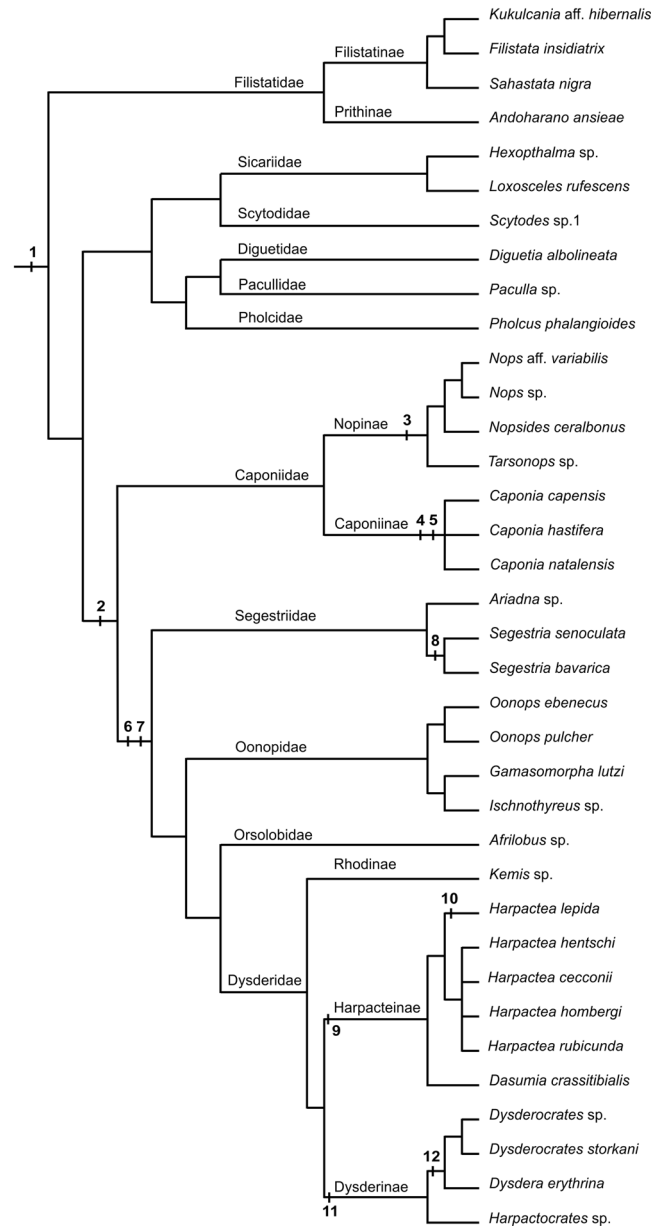 Kukulcania aff. hibernalis
Filistatinae
Filistata insidiatrix
Filistatidae
Sahastata nigra
Prithinae
Andoharano ansieae
Hexopthalma sp.
Sicariidae
Loxosceles rufescens
Scytodidae
Scytodes sp.1
1
Diguetidae
Diguetia albolineata
Pacullidae
Paculla sp.
Pholcidae
Pholcus phalangioides
Nops aff. variabilis
Nops sp.
Nopinae
3
Nopsides ceralbonus
Tarsonops sp.
Caponiidae
Caponia capensis
Caponiinae
4 5
Caponia hastifera
Caponia natalensis
2
Ariadna sp.
Segestriidae
8
Segestria senoculata
Segestria bavarica
6 7
Oonops ebenecus
Oonopidae
Oonops pulcher
Gamasomorpha lutzi
Ischnothyreus sp.
Orsolobidae
Afrilobus sp.
Rhodinae
Kemis sp.
10
Harpactea lepida
Harpactea hentschi
Dysderidae
Harpactea cecconii
Harpacteinae
9
Harpactea hombergi
Harpactea rubicunda
Dasumia crassitibialis
Dysderocrates sp.
Dysderocrates storkani
12
Dysderinae
11
Dysdera erythrina
Harpactocrates sp.